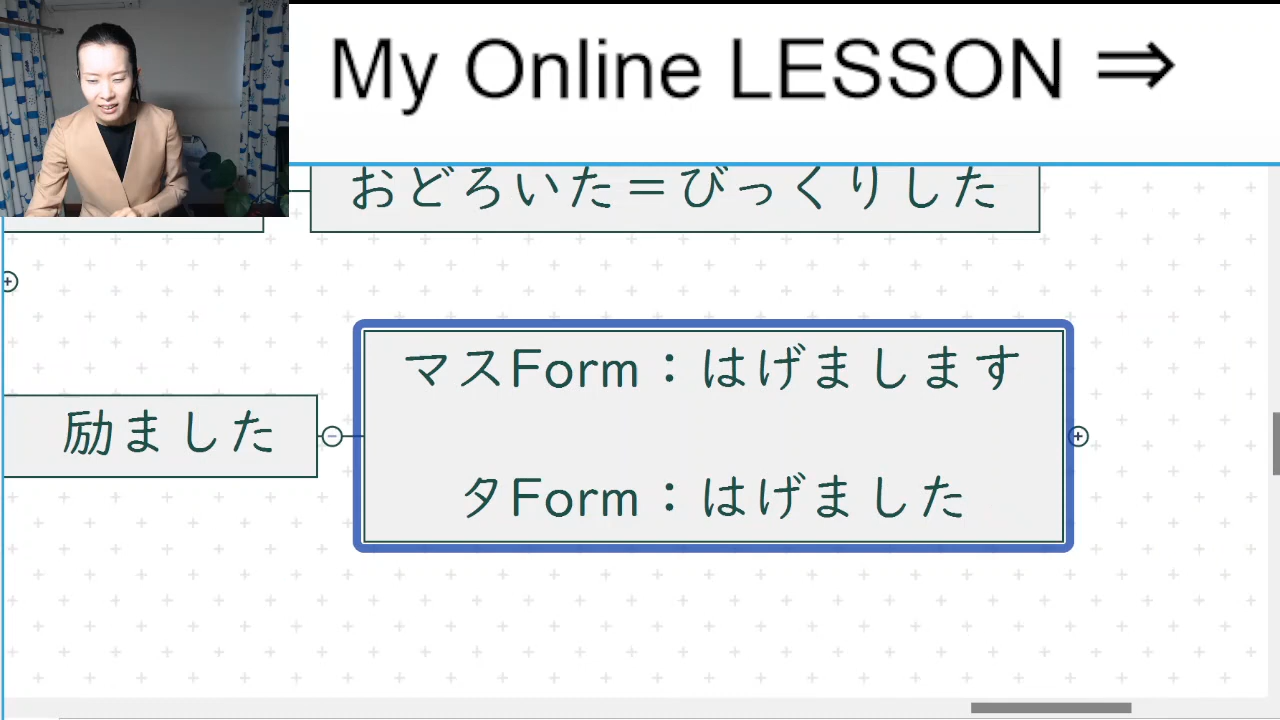 My Online LESSON ⇒
おどろいた＝びっくりした
マスForm：はげまします
励ました
タForm：はげました